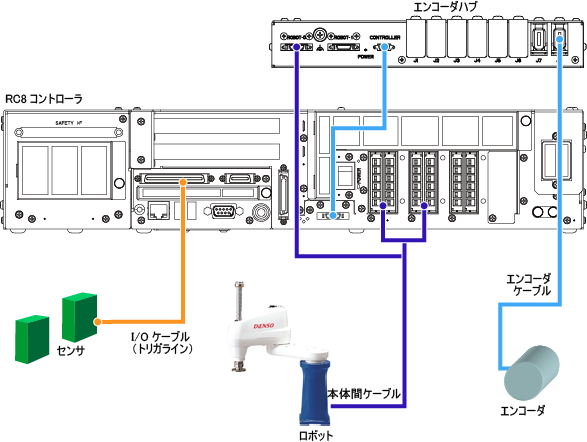 エンコーダハブ
ROBOT-0
ROBOT-1
CONTROLLER
POWER
J1
J2
J3
J4
J5
J6
J7
RC8 コントローラ
SAFETY
POWER
エンコーダ
ケーブル
センサ
I/O ケーブル
（トリガライン）
DENSO
本体間ケーブル
ロボット
エンコーダ